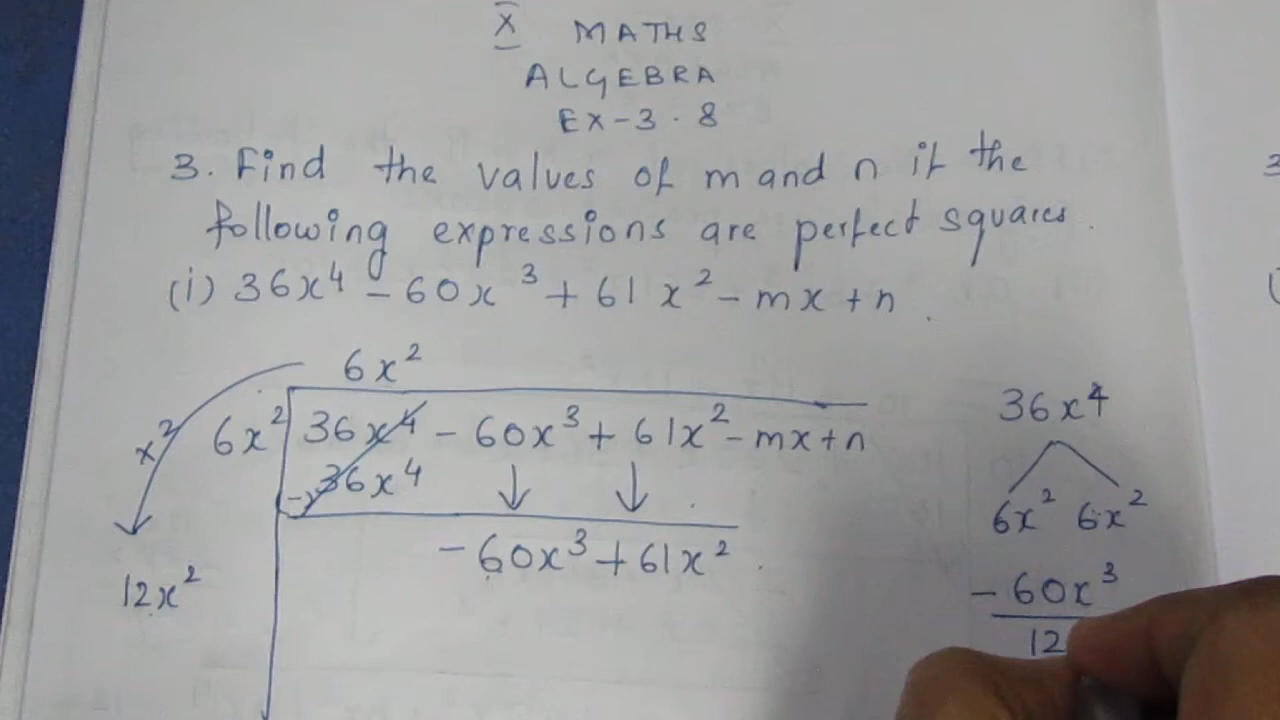 X MATHS
ALGEBRA
EX-3.8
3. Find the values of m and n if the
following expressions are perfect squares.
(i) 36x⁴ - 60x³ + 61x² - mx + n.
6x²
6x² 36x⁴ - 60x³ + 61x² - mx + n
-) 36x⁴
-60x³ + 61x²
x²
12x²
36x⁴
6x² 6x²
-60x³
12